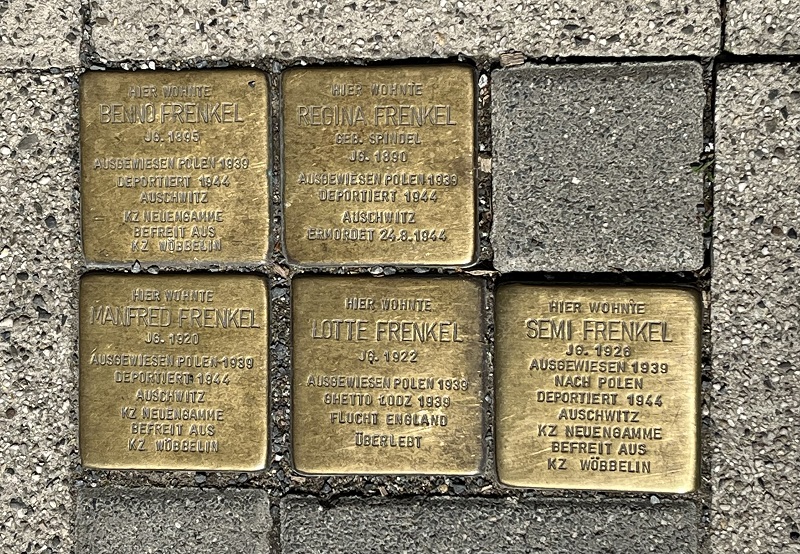 HIER WOHNTE
BENNO FRENKEL
JG. 1895
AUSGEWIESEN POLEN 1939
DEPORTIERT 1944
AUSCHWITZ
KZ NEUENGAMME
BEFREIT AUS
KZ WÖBBELIN
HIER WOHNTE
REGINA FRENKEL
GEB. SPINDEL
JG. 1890
AUSGEWIESEN POLEN 1939
DEPORTIERT 1944
AUSCHWITZ
ERMORDET 24.8.1944
HIER WOHNTE
MANFRED FRENKEL
JG. 1920
AUSGEWIESEN POLEN 1939
DEPORTIERT 1944
AUSCHWITZ
KZ NEUENGAMME
BEFREIT AUS
KZ WÖBBELIN
HIER WOHNTE
LOTTE FRENKEL
JG. 1922
AUSGEWIESEN POLEN 1939
GHETTO ŁODZ 1939
FLUCHT ENGLAND
ÜBERLEBT
HIER WOHNTE
SEMI FRENKEL
JG. 1926
AUSGEWIESEN 1939
NACH POLEN
DEPORTIERT 1944
AUSCHWITZ
KZ NEUENGAMME
BEFREIT AUS
KZ WÖBBELIN